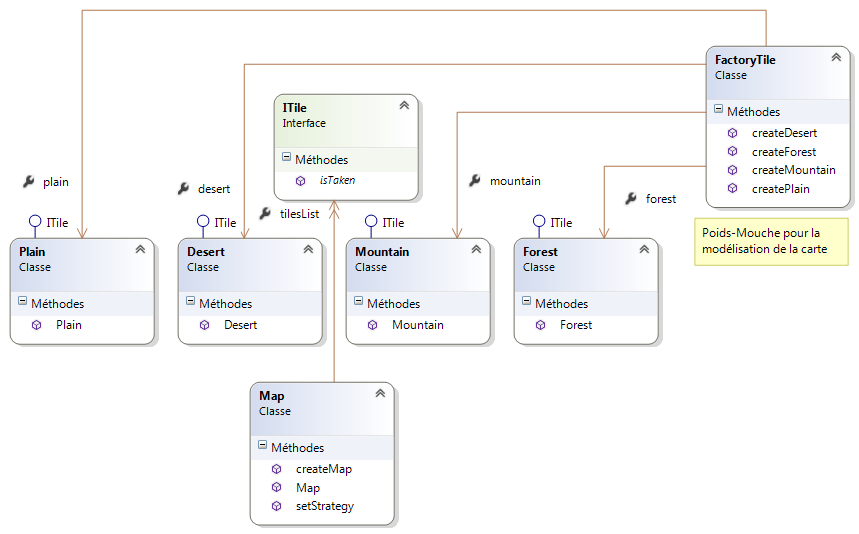 FactoryTile
Classe
Méthodes
createDesert
createForest
createMountain
createPlain
ITile
Interface
Méthodes
isTaken
plain
desert
tilesList
mountain
forest
ITile
ITile
ITile
ITile
Poids-Mouche pour la
modélisation de la carte
Plain
Classe
Méthodes
Plain
Desert
Classe
Méthodes
Desert
Mountain
Classe
Méthodes
Mountain
Forest
Classe
Méthodes
Forest
Map
Classe
Méthodes
createMap
Map
setStrategy